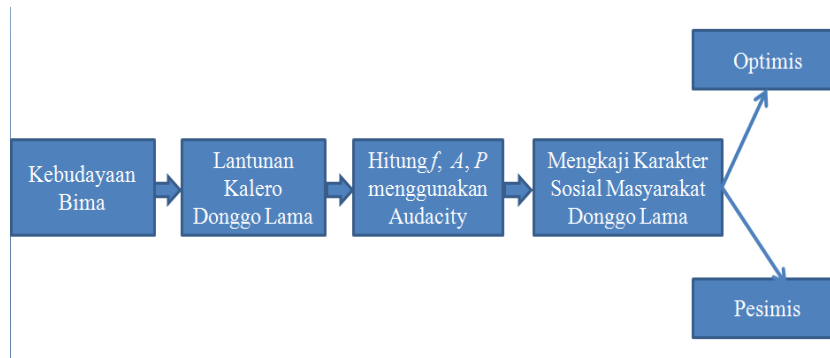 Kebudayaan
Bima
Lantunan
Kalero
Donggo Lama
Hitung f, A, P
menggunakan
Audacity
Mengkaji Karakter
Sosial Masyarakat
Donggo Lama
Optimis
Pesimis